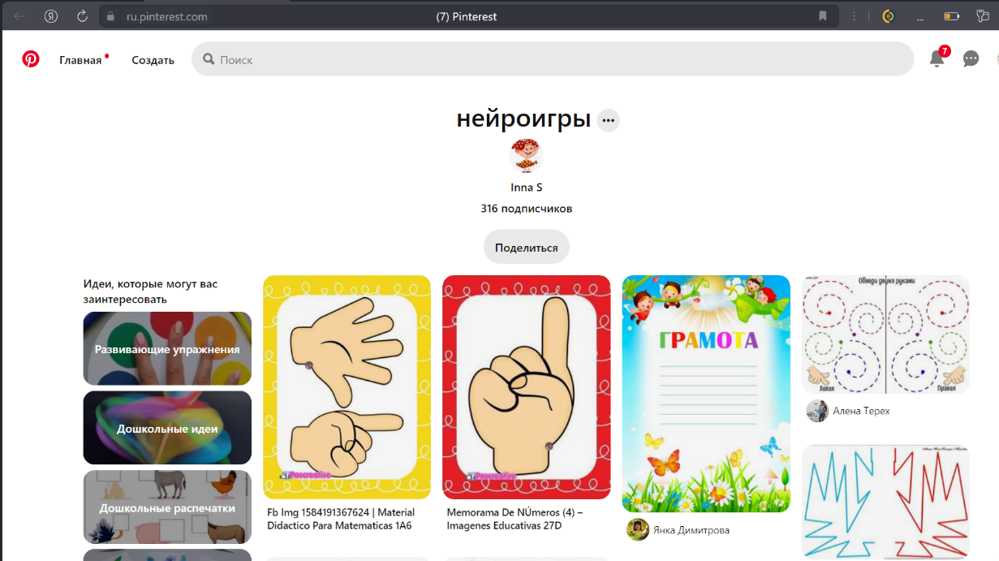 ru.pinterest.com
(7) Pinterest
Главная
Создать
Поиск
7
нейроигры
Inna S
316 подписчиков
Поделиться
Идеи, которые могут вас
заинтересовать
Развивающие упражнения
Дошкольные идеи
Дошкольные распечатки
Paocreative
Fb Img 1584191367624 | Material
Didactico Para Matematicas 1A6
Paocreative
Memorama De NÚmeros (4) –
Imagenes Educativas 27D
ГРАМОТА
Янка Димитрова
Обведи двумя руками
Левая
Правая
Алена Терех